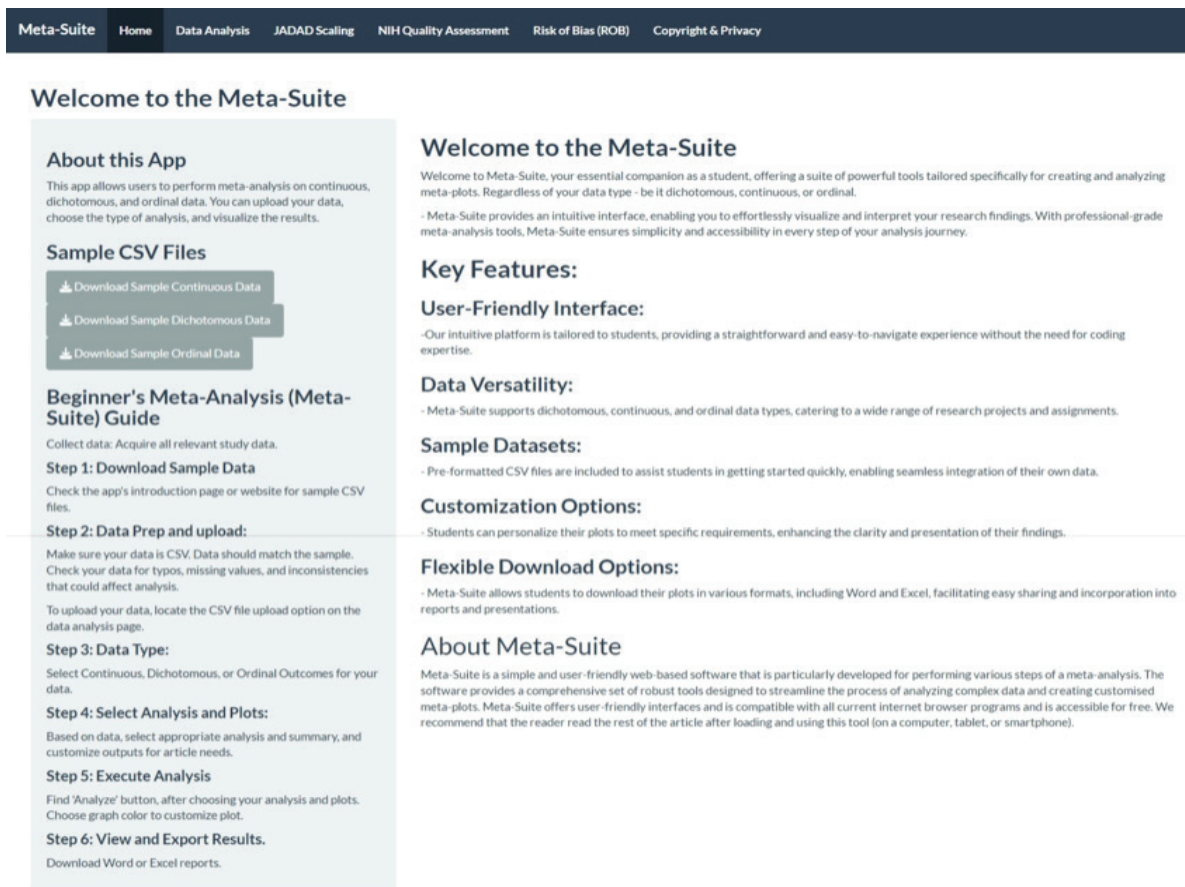 Meta-Suite Home Data Analysis JADAD Scaling NIH Quality Assessment Risk of Bias (ROB) Copyright & Privacy
Welcome to the Meta-Suite
About this App
This app allows users to perform meta-analysis on continuous,
dichotomous, and ordinal data. You can upload your data,
choose the type of analysis, and visualize the results.
Sample CSV Files
Download Sample Continuous Data
Download Sample Dichotomous Data
Download Sample Ordinal Data
Beginner's Meta-Analysis (Meta-
Suite) Guide
Collect data: Acquire all relevant study data.
Step 1: Download Sample Data
Check the app's introduction page or website for sample CSV
files.
Step 2: Data Prep and upload:
Make sure your data is CSV. Data should match the sample.
Check your data for typos, missing values, and inconsistencies
that could affect analysis.
To upload your data, locate the CSV file upload option on the
data analysis page.
Step 3: Data Type:
Select Continuous, Dichotomous, or Ordinal Outcomes for your
data.
Step 4: Select Analysis and Plots:
Based on data, select appropriate analysis and summary, and
customize outputs for article needs.
Step 5: Execute Analysis
Find 'Analyze' button, after choosing your analysis and plots.
Choose graph color to customize plot.
Step 6: View and Export Results.
Download Word or Excel reports.
Welcome to the Meta-Suite
Welcome to Meta-Suite, your essential companion as a student, offering a suite of powerful tools tailored specifically for creating and analyzing
meta-plots. Regardless of your data type - be it dichotomous, continuous, or ordinal.
- Meta-Suite provides an intuitive interface, enabling you to effortlessly visualize and interpret your research findings. With professional-grade
meta-analysis tools, Meta-Suite ensures simplicity and accessibility in every step of your analysis journey.
Key Features:
User-Friendly Interface:
-Our intuitive platform is tailored to students, providing a straightforward and easy-to-navigate experience without the need for coding
expertise.
Data Versatility:
- Meta-Suite supports dichotomous, continuous, and ordinal data types, catering to a wide range of research projects and assignments.
Sample Datasets:
- Pre-formatted CSV files are included to assist students in getting started quickly, enabling seamless integration of their own data.
Customization Options:
- Students can personalize their plots to meet specific requirements, enhancing the clarity and presentation of their findings.
Flexible Download Options:
- Meta-Suite allows students to download their plots in various formats, including Word and Excel, facilitating easy sharing and incorporation into
reports and presentations.
About Meta-Suite
Meta-Suite is a simple and user-friendly web-based software that is particularly developed for performing various steps of a meta-analysis. The
software provides a comprehensive set of robust tools designed to streamline the process of analyzing complex data and creating customised
meta-plots. Meta-Suite offers user-friendly interfaces and is compatible with all current internet browser programs and is accessible for free. We
recommend that the reader read the rest of the article after loading and using this tool (on a computer, tablet, or smartphone).